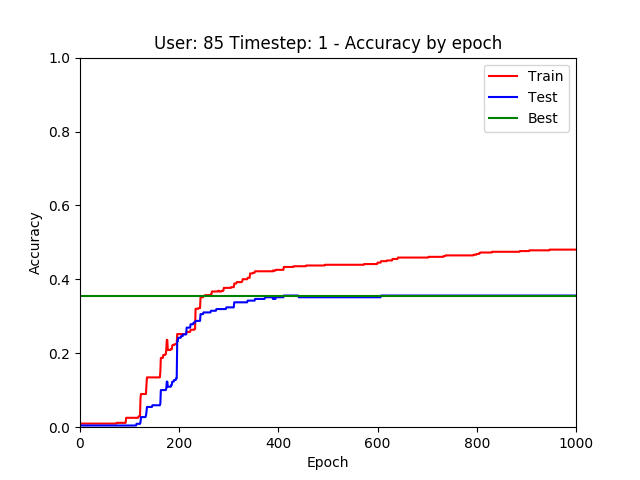 User: 85 Timestep: 1 - Accuracy by epoch
1.0
0.8
0.6
0.4
0.2
0.0
Accuracy
Train
Test
Best
0 200 400 600 800 1000
Epoch